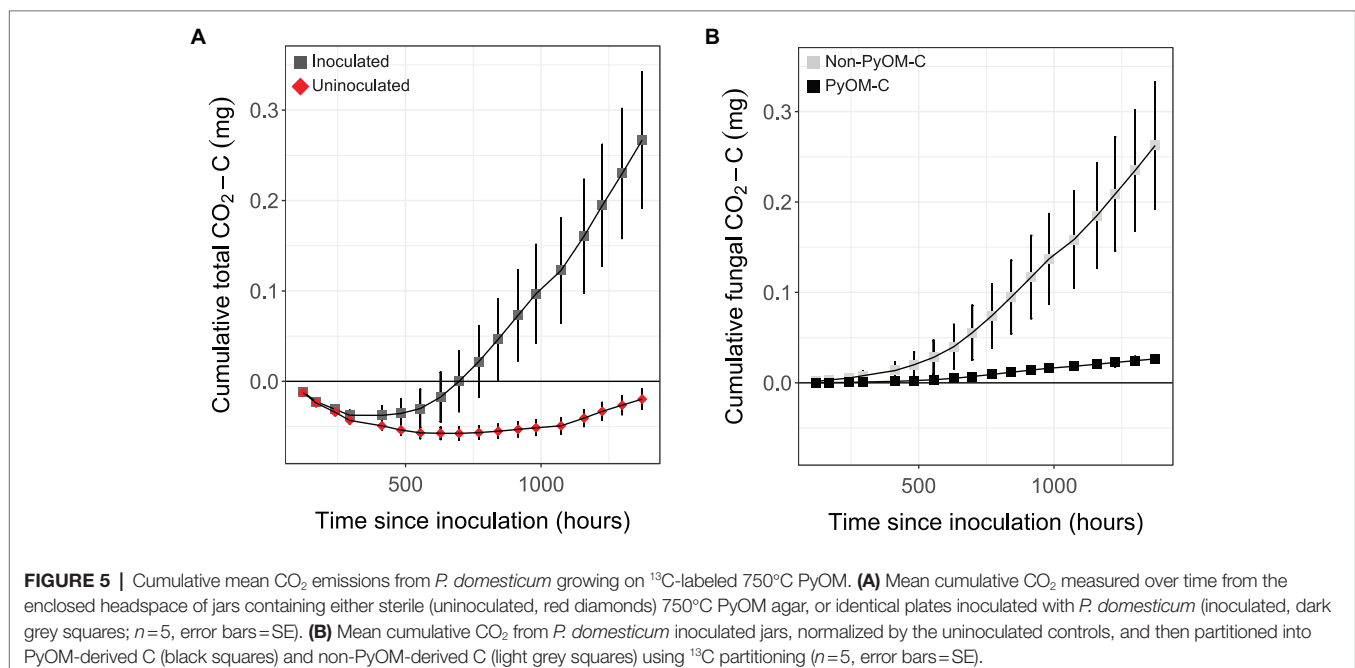 A
Inoculated
Uninoculated
Cumulative total CO₂−C (mg)
0.3
0.2
0.1
0.0
500
1000
Time since inoculation (hours)
B
Non-PyOM-C
PyOM-C
Cumulative fungal CO₂−C (mg)
0.3
0.2
0.1
0.0
500
1000
Time since inoculation (hours)
FIGURE 5 | Cumulative mean CO₂ emissions from P. domesticum growing on ¹³C-labeled 750°C PyOM. (A) Mean cumulative CO₂ measured over time from the
enclosed headspace of jars containing either sterile (uninoculated, red diamonds) 750°C PyOM agar, or identical plates inoculated with P. domesticum (inoculated, dark
grey squares; n=5, error bars=SE). (B) Mean cumulative CO₂ from P. domesticum inoculated jars, normalized by the uninoculated controls, and then partitioned into
PyOM-derived C (black squares) and non-PyOM-derived C (light grey squares) using ¹³C partitioning (n=5, error bars=SE).